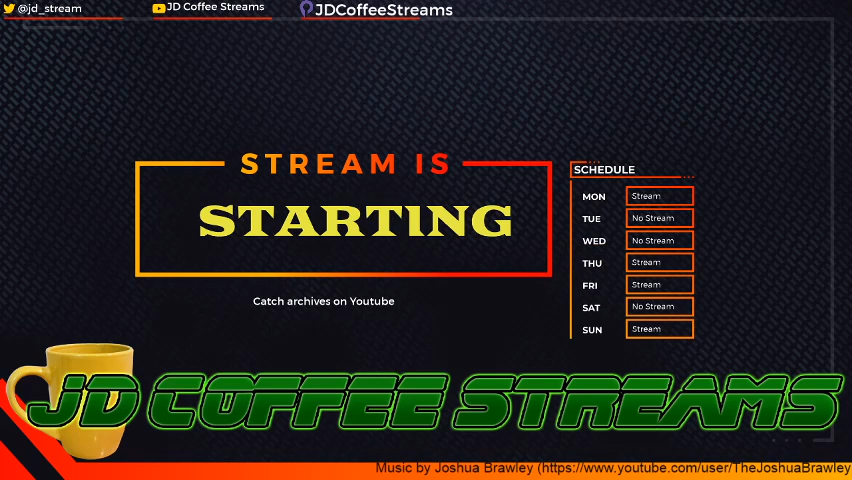 @jd_stream
JD Coffee Streams
JDCoffeeStreams
STREAM IS
STARTING
Catch archives on Youtube
SCHEDULE
MON Stream
TUE No Stream
WED No Stream
THU Stream
FRI Stream
SAT No Stream
SUN Stream
JD COFFEE STREAMS
Music by Joshua Brawley (https://www.youtube.com/user/TheJoshuaBrawley